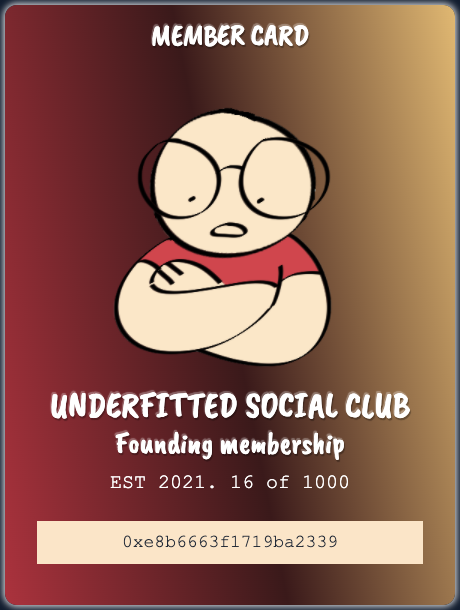 MEMBER CARD
UNDERFITTED SOCIAL CLUB
Founding membership
EST 2021. 16 of 1000
0xe8b6663f1719ba2339